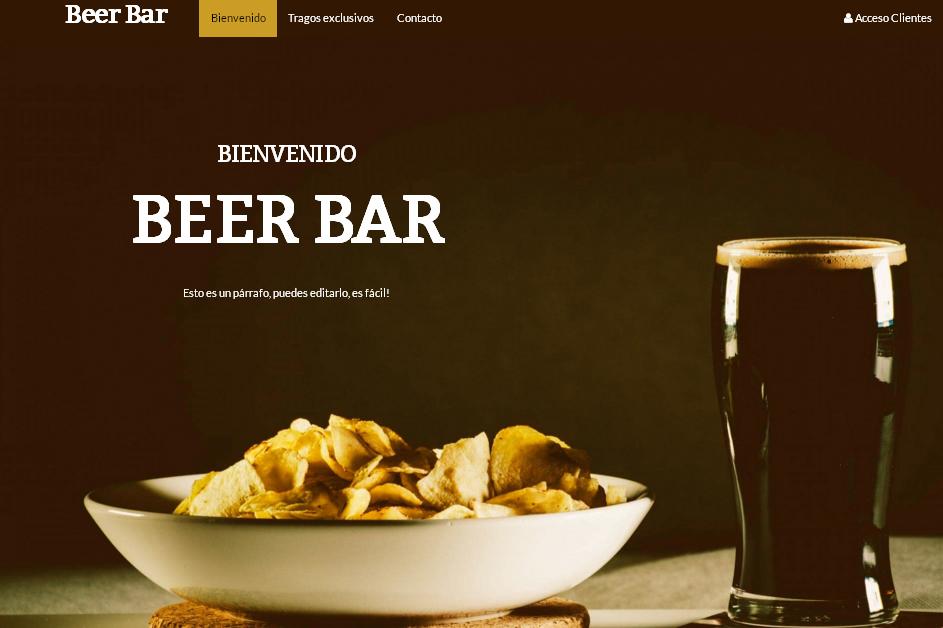 Beer Bar
Bienvenido
Tragos exclusivos
Contacto
Acceso Clientes
BIENVENIDO
BEER BAR
Esto es un párrafo, puedes editarlo, es fácil!